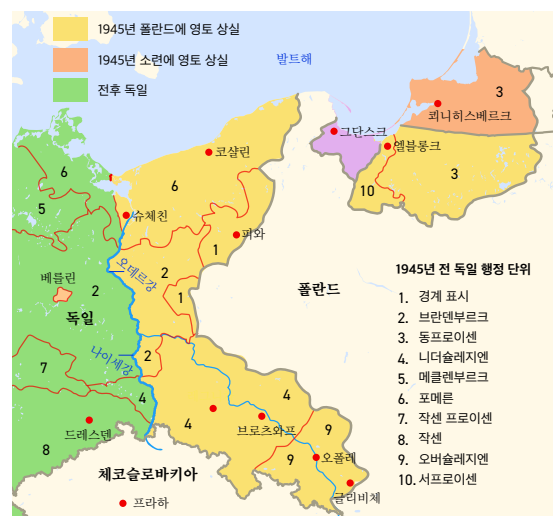 1945년 폴란드에 영토 상실
1945년 소련에 영토 상실
전후 독일
발트해
3
쾨니히스베르크
그단스크
엘블롱크
코샬린
6
6
3
10
5
슈체친
1
피와
오데르강
베를린
2
2
1
폴란드
독일
나이세강
2
7
4
4
4
브로츠와프
9
드레스덴
8
9
오폴레
글리비체
체코슬로바키아
프라하
1945년 전 독일 행정 단위
1. 경계 표시
2. 브란덴부르크
3. 동프로이센
4. 니더슐레지엔
5. 메클렌부르크
6. 포메른
7. 작센 프로이센
8. 작센
9. 오버슐레지엔
10. 서프로이센